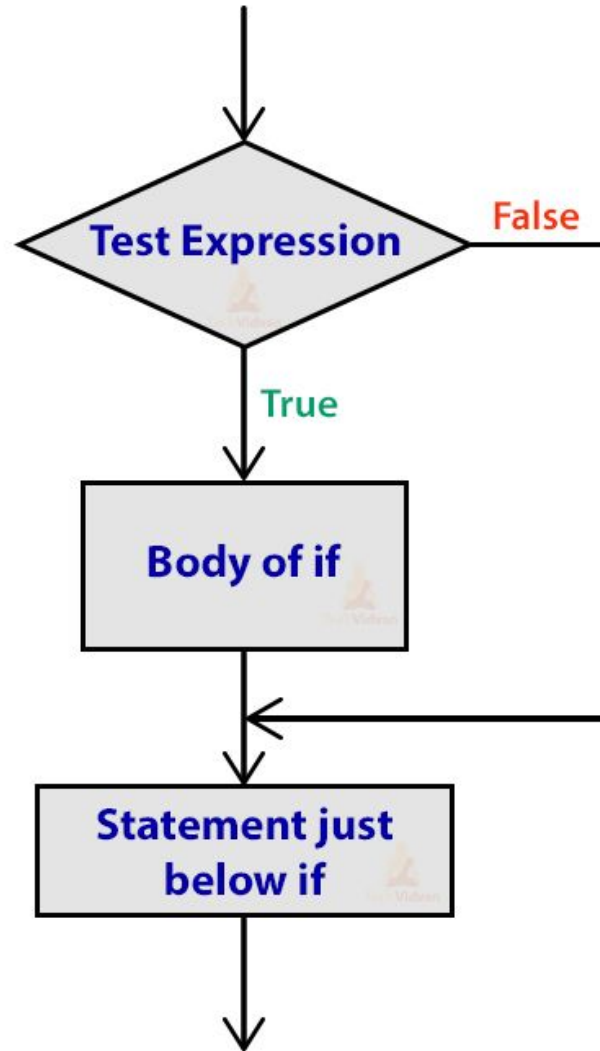 Test Expression
False
True
Body of if
Statement just
below if